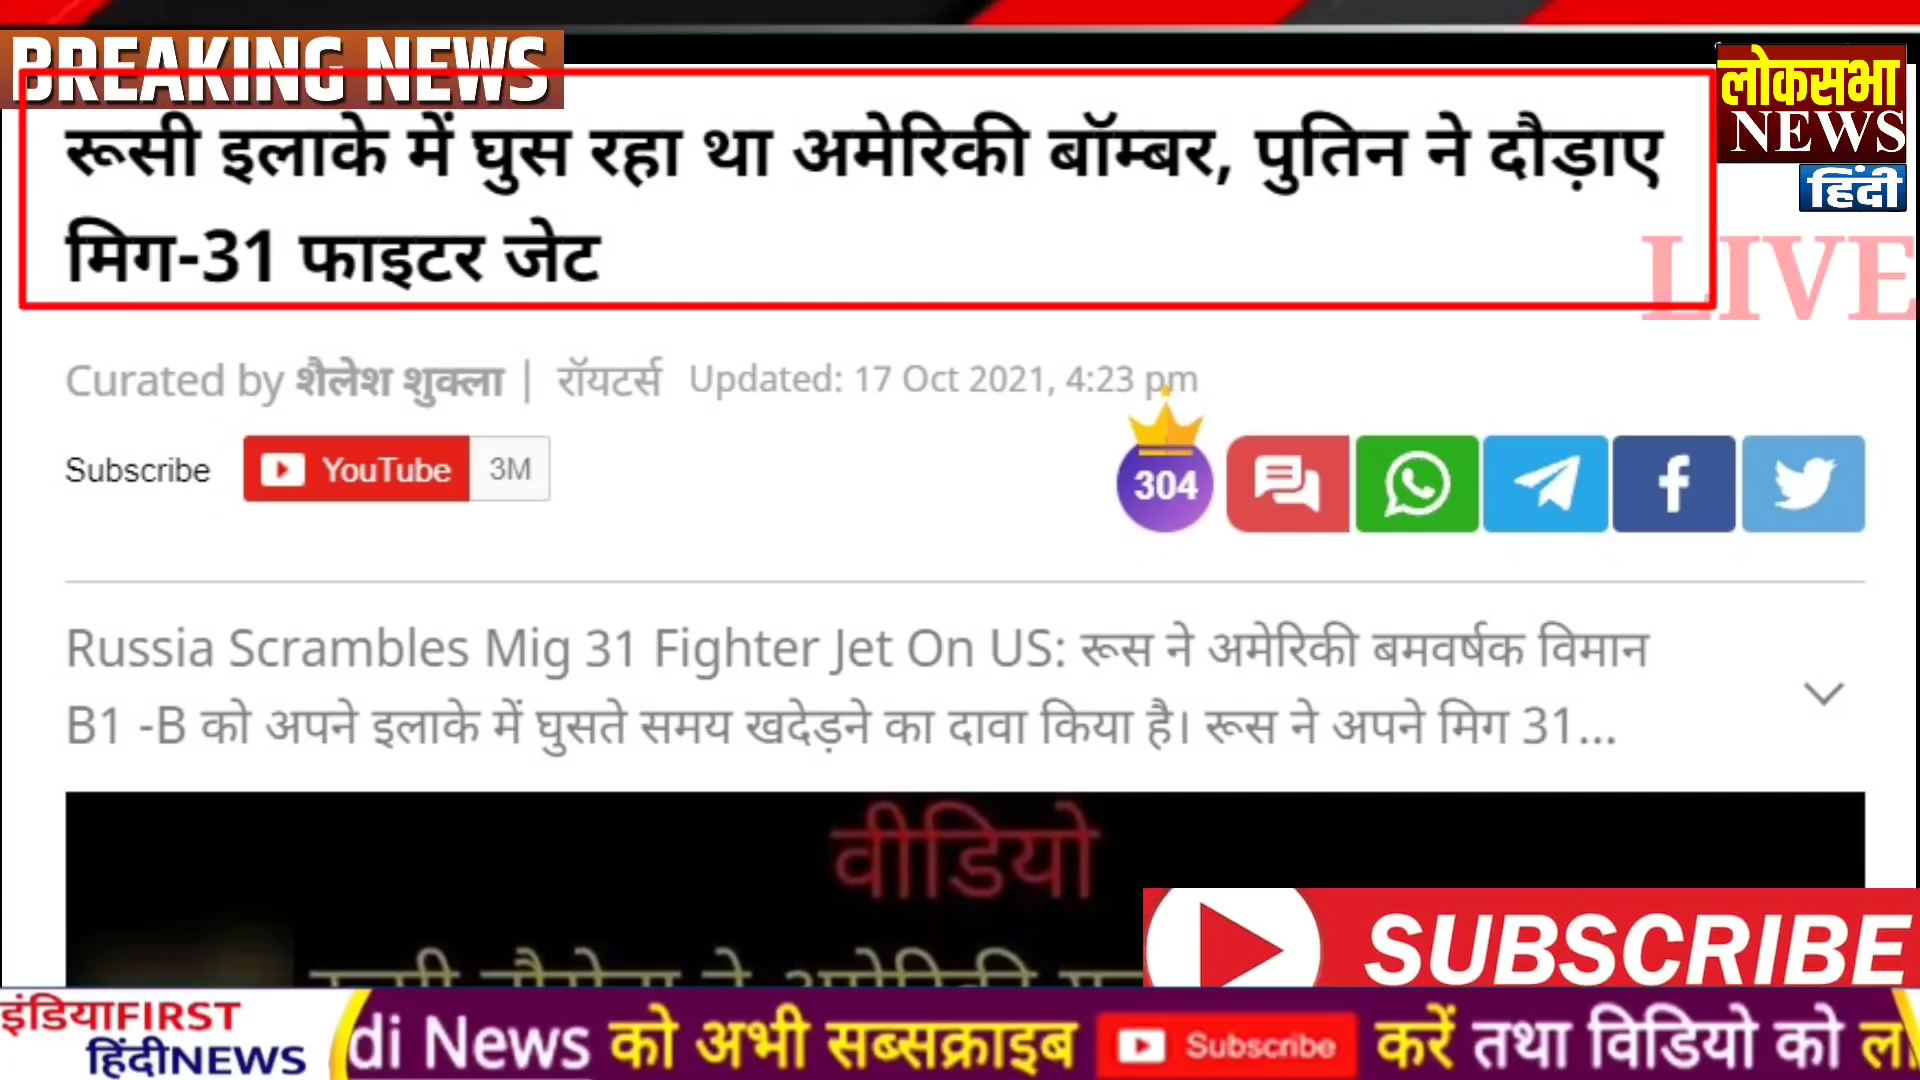 BREAKING NEWS
लोकसभा
NEWS
हिंदी
LIVE
रूसी इलाके में घुस रहा था अमेरिकी बॉम्बर, पुतिन ने दौड़ाए
मिग-31 फाइटर जेट
Curated by शैलेश शुक्ला | रॉयटर्स Updated: 17 Oct 2021, 4:23 pm
Subscribe YouTube 3M
304
Russia Scrambles Mig 31 Fighter Jet On US: रूस ने अमेरिकी बमवर्षक विमान
B1 -B को अपने इलाके में घुसते समय खदेड़ने का दावा किया है। रूस ने अपने मिग 31...
वीडियो
SUBSCRIBE
इंडियाFIRST
हिंदीNEWS
di News को अभी सब्सक्राइब Subscribe करें तथा विडियो को ला